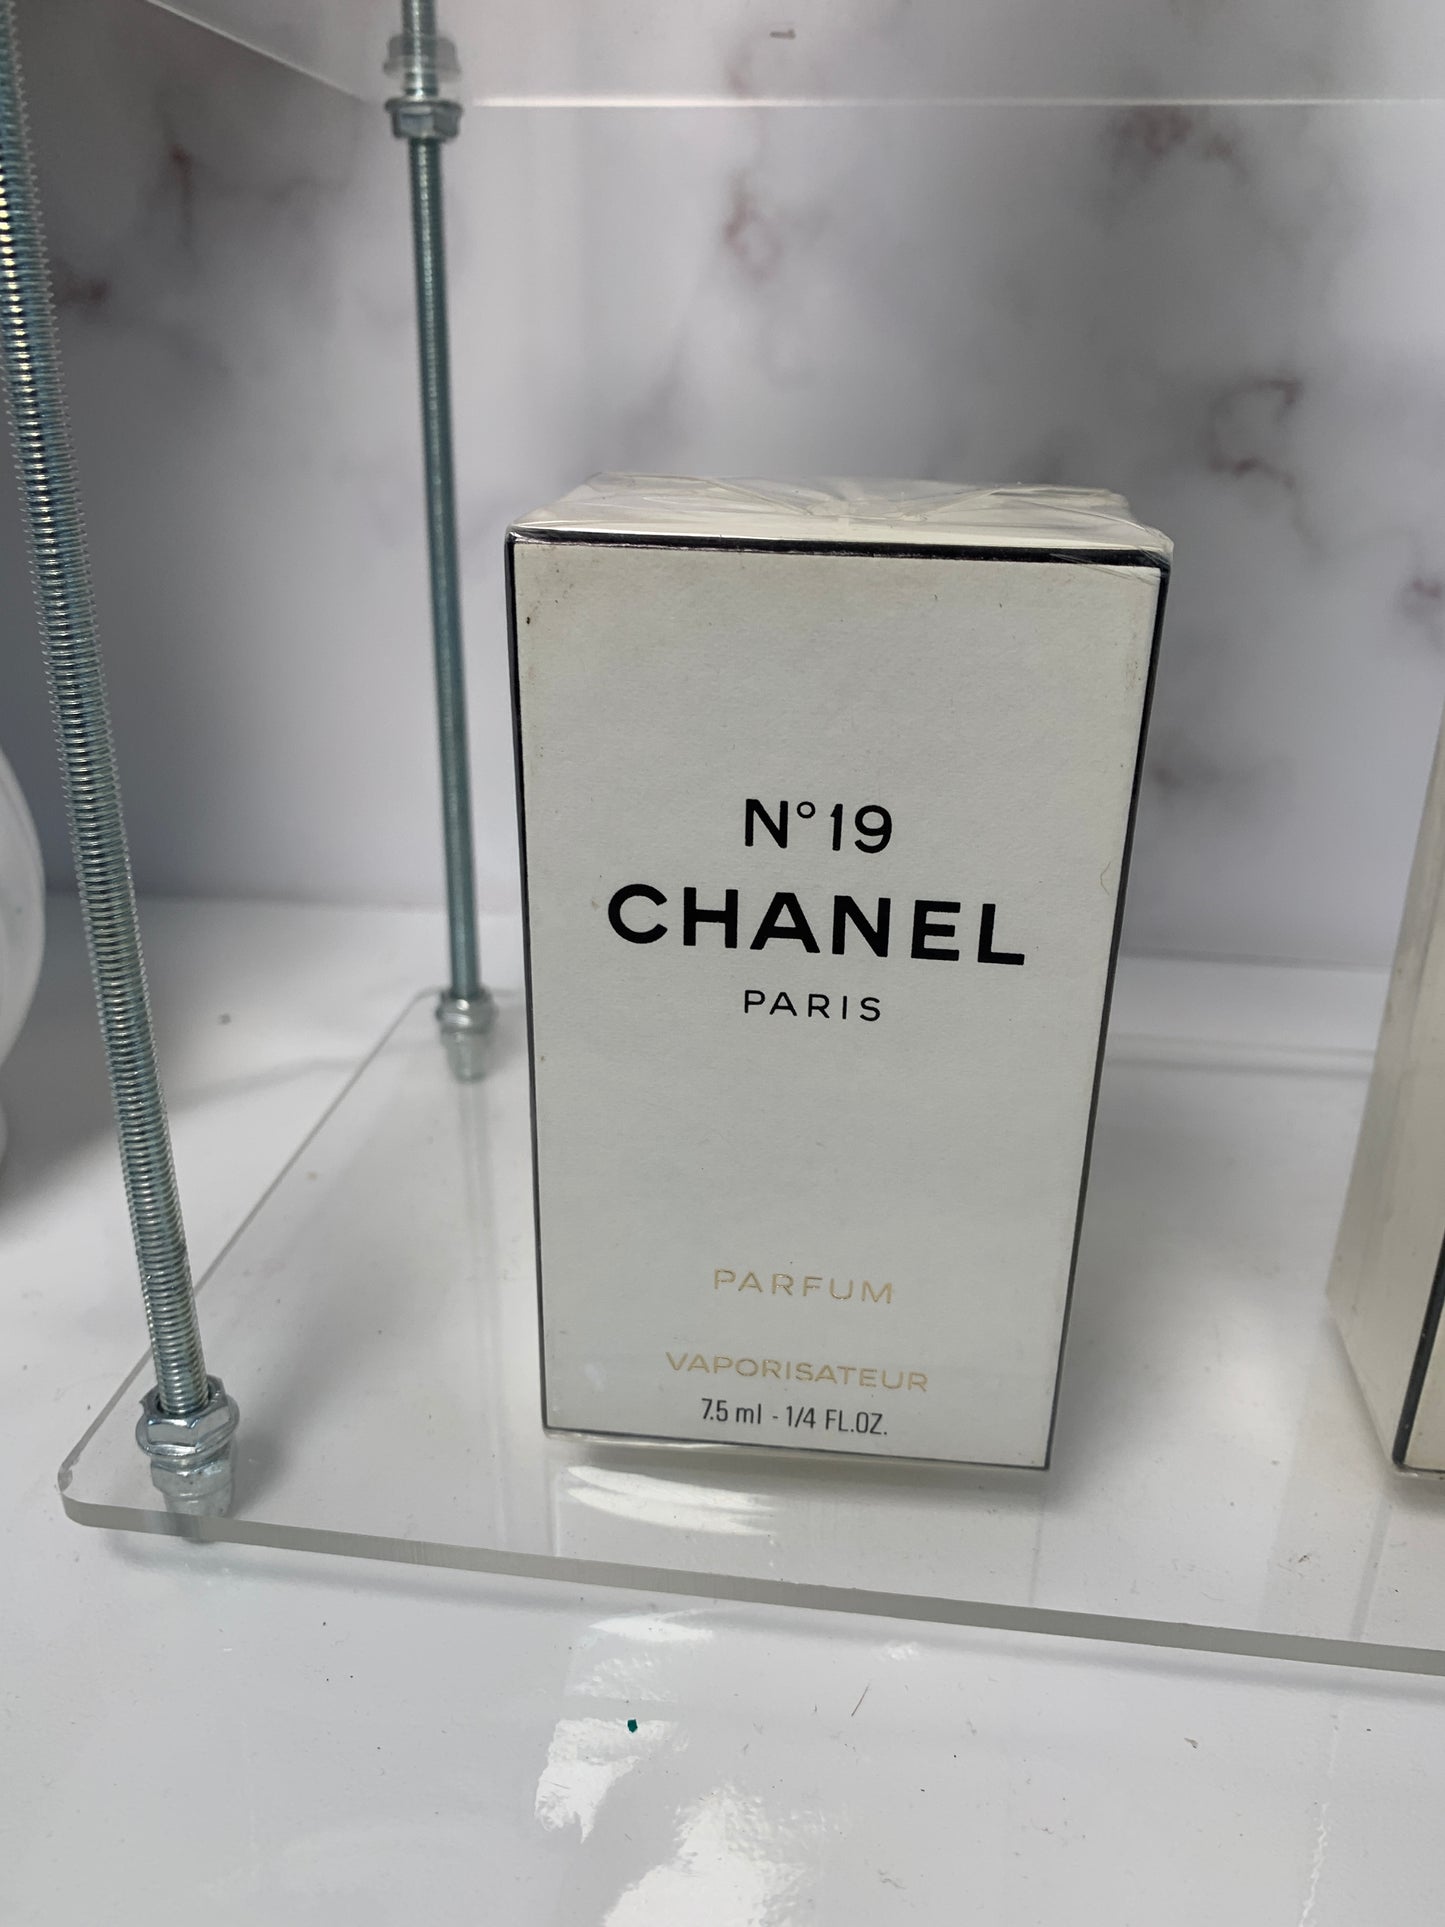 N°19
CHANEL
PARIS
PARFUM
VAPORISATEUR
7.5 ml - 1/4 FL.OZ.